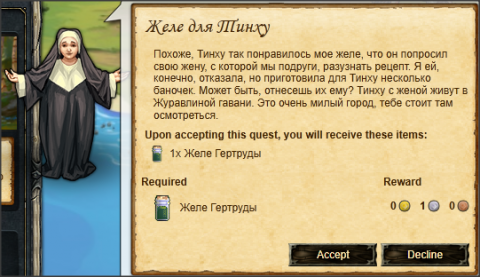 Желе для Тинху
Похоже, Тинху так понравилось мое желе, что он попросил
свою жену, с которой мы подруги, разузнать рецепт. Я ей,
конечно, отказала, но приготовила для Тинху несколько
баночек. Может быть, отнесешь их ему? Тинху с женой живут в
Журавлиной гавани. Это очень милый город, тебе стоит там
осмотреться.
Upon accepting this quest, you will receive these items:
1x Желе Гертруды
Required Reward
Желе Гертруды 0 1 0
Accept Decline